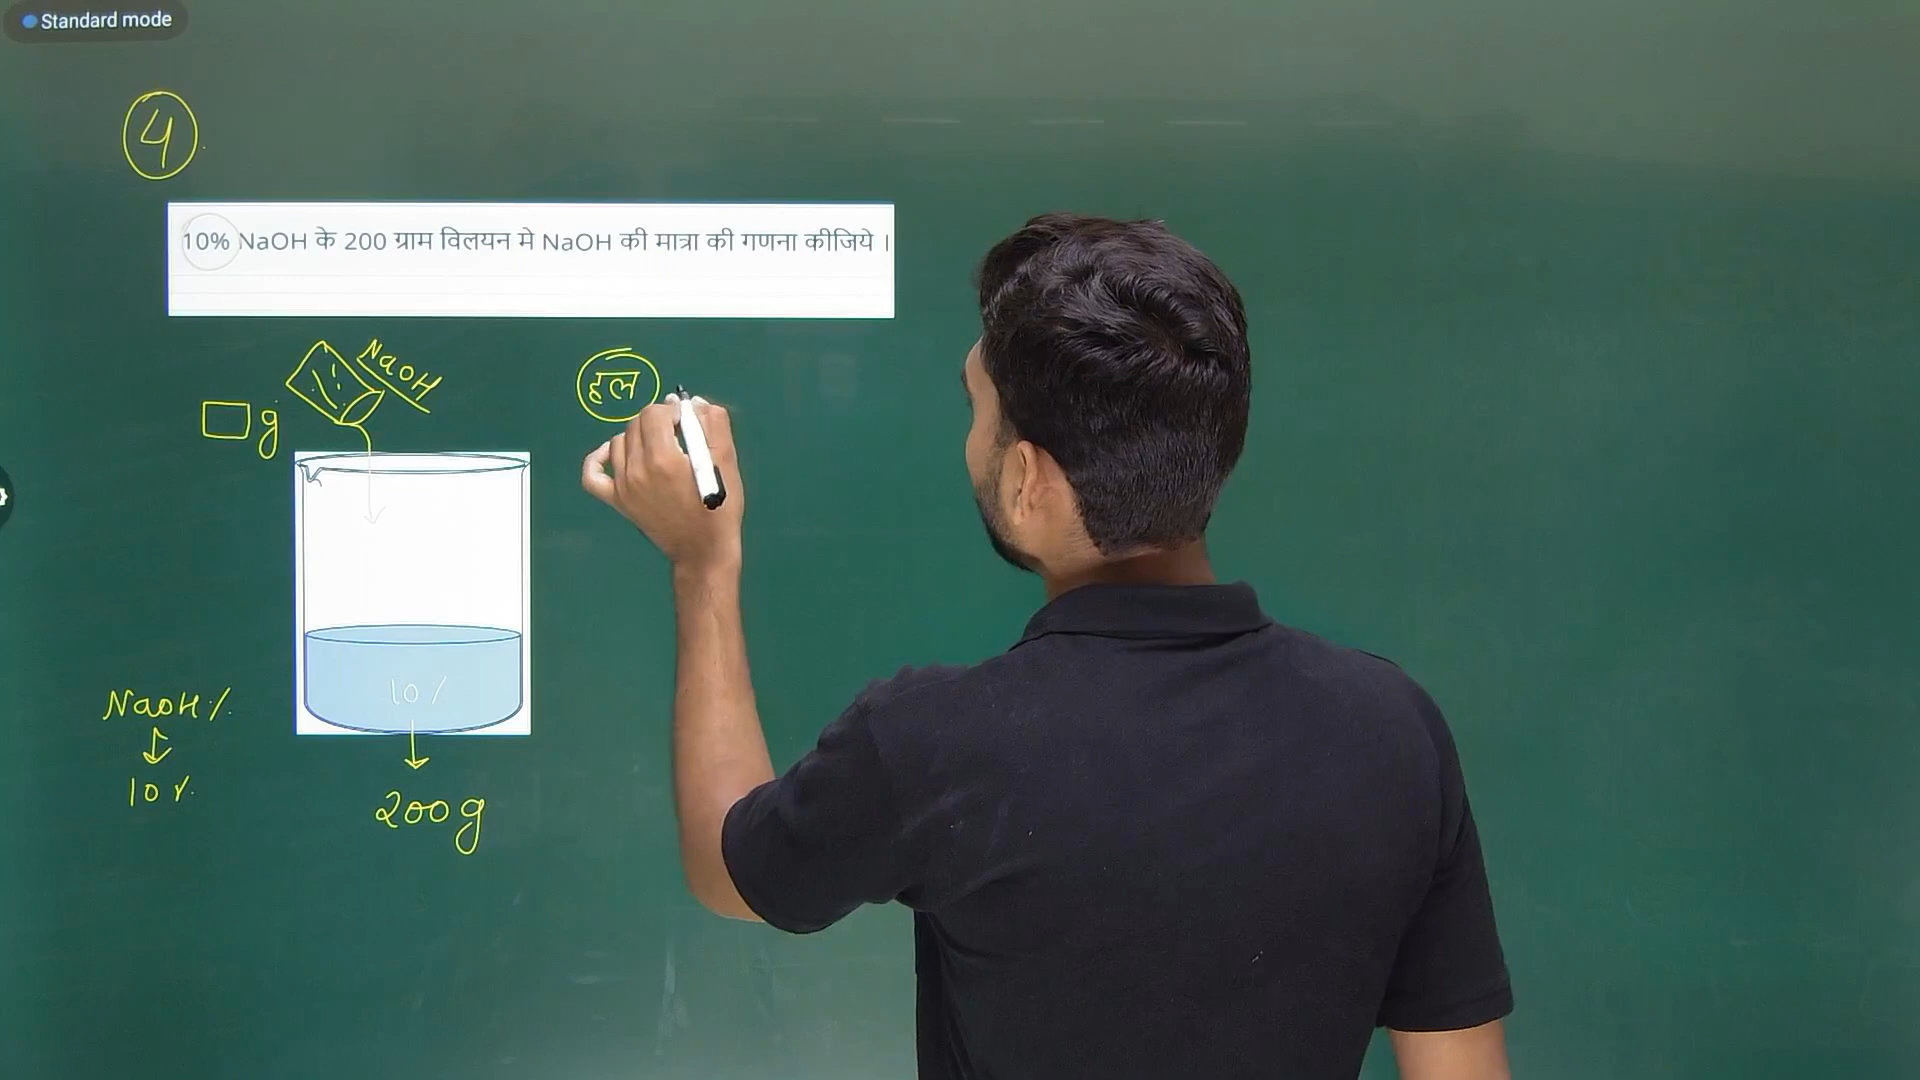 Standard mode
4
10% NaOH के 200 ग्राम विलयन मे NaOH की मात्रा की गणना कीजिये ।
NaOH
g
हल
10%
NaOH %
10%
200g